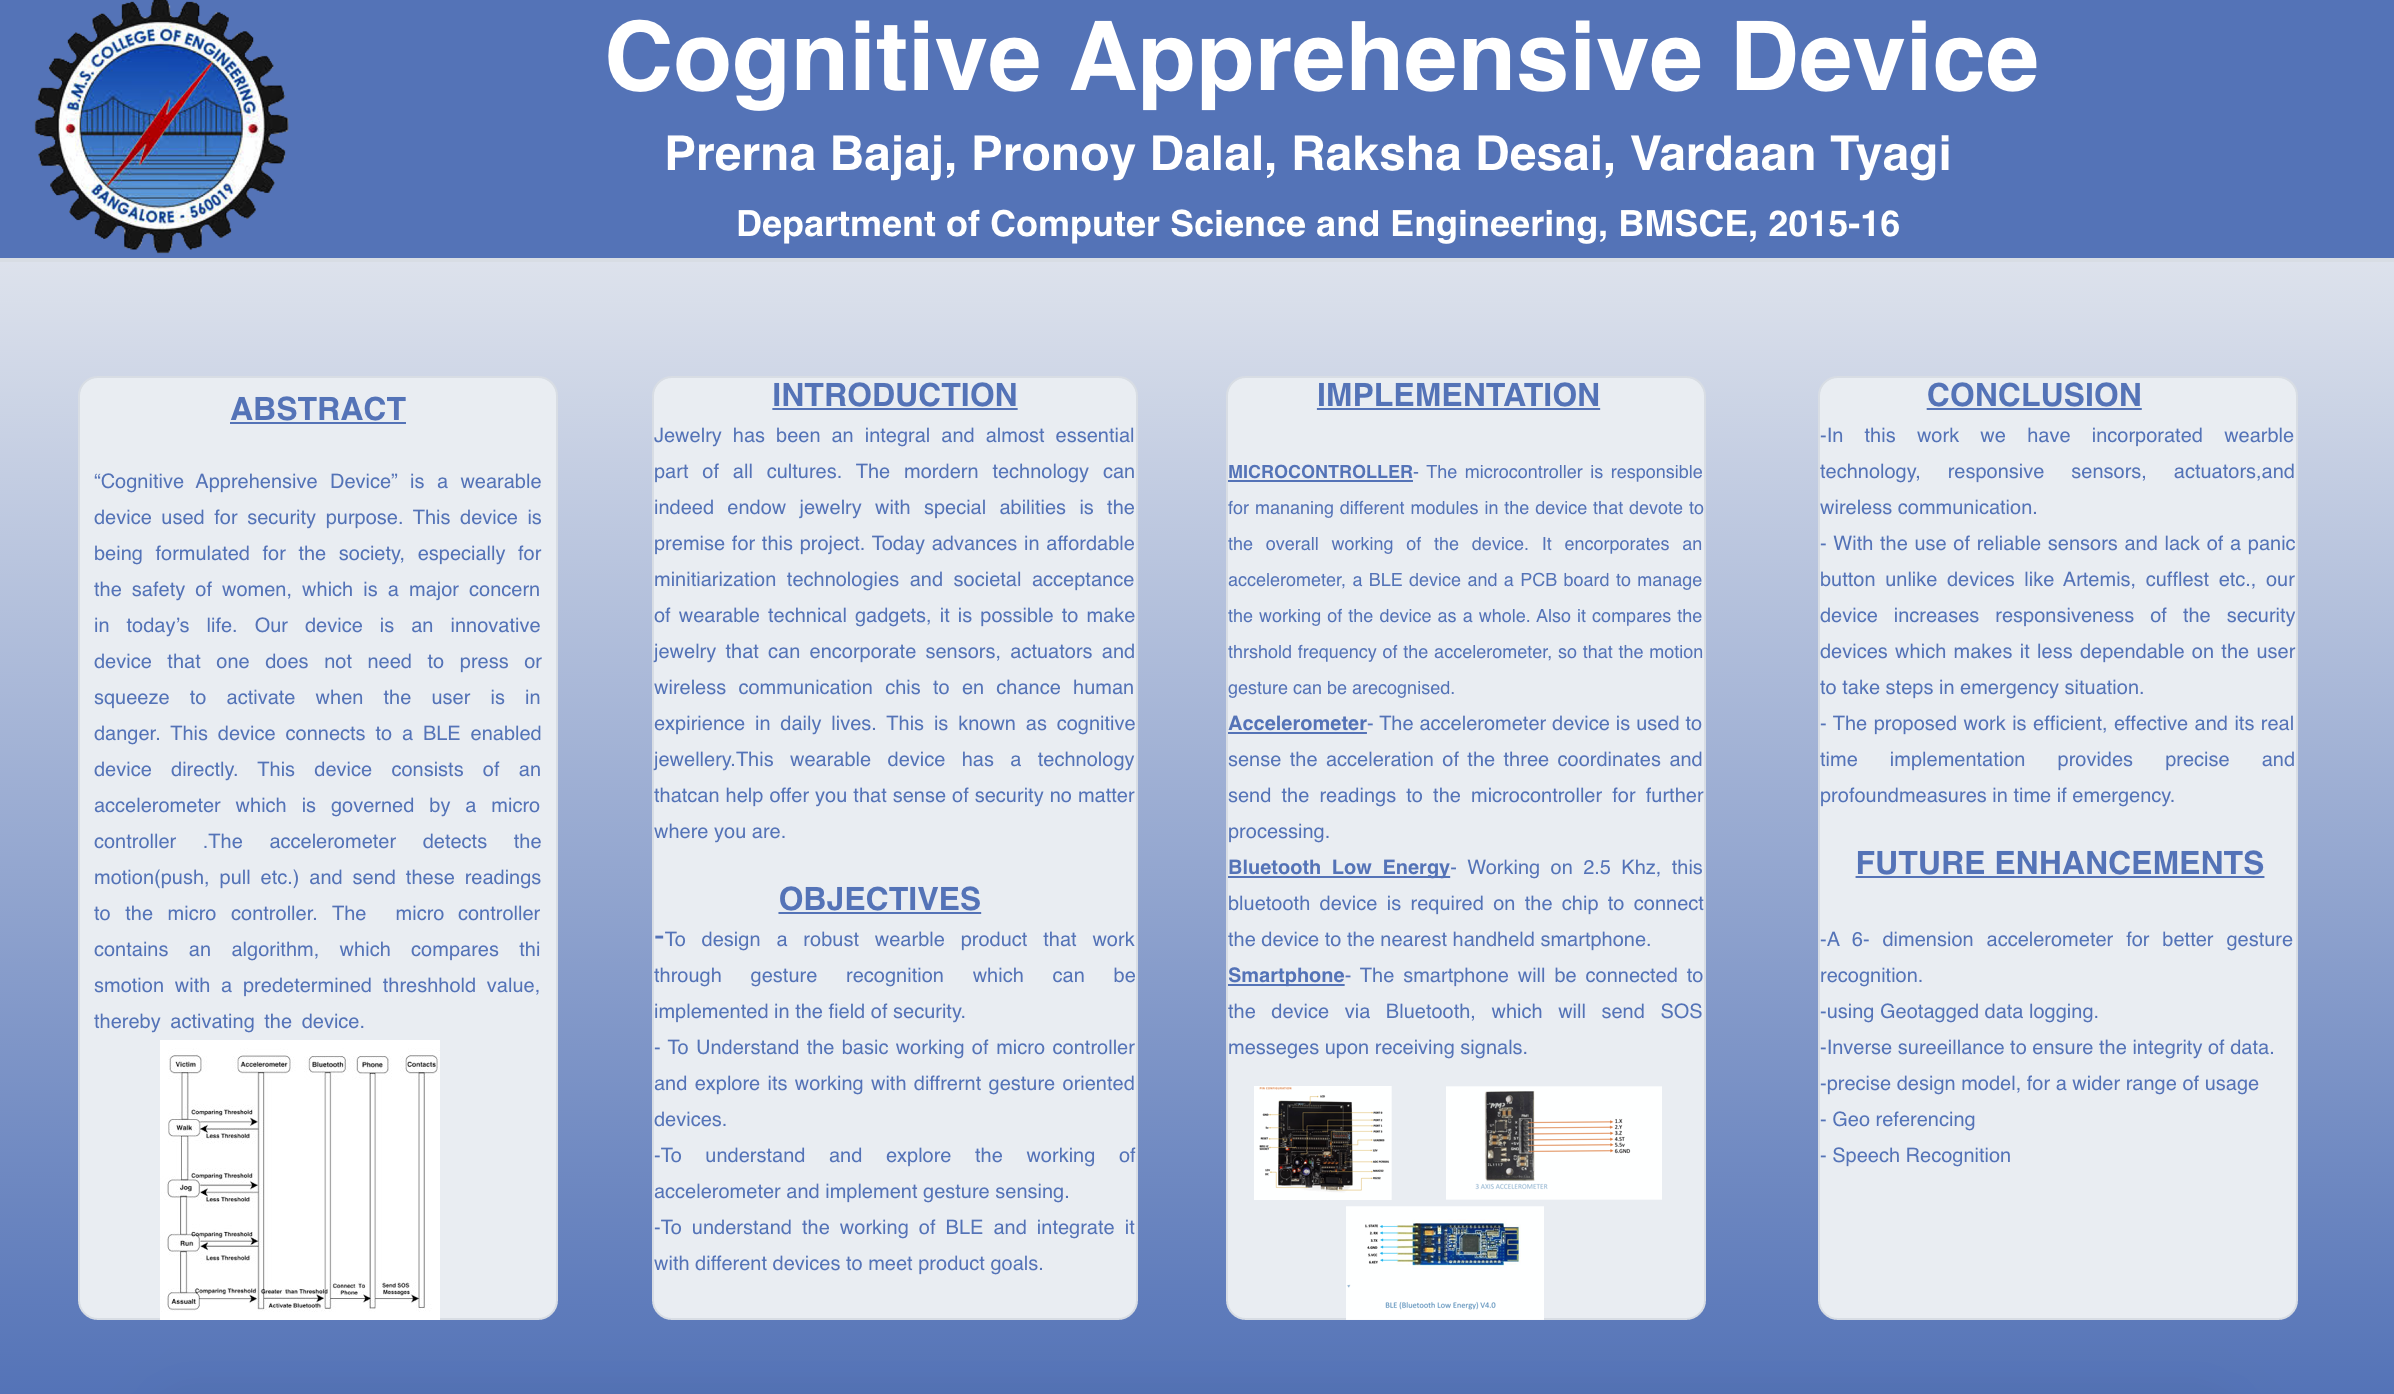 B.M.S. COLLEGE OF ENGINEERING
BANGALORE - 560019
Cognitive Apprehensive Device
Prerna Bajaj, Pronoy Dalal, Raksha Desai, Vardaan Tyagi
Department of Computer Science and Engineering, BMSCE, 2015-16
ABSTRACT
“Cognitive Apprehensive Device” is a wearable
device used for security purpose. This device is
being formulated for the society, especially for
the safety of women, which is a major concern
in today’s life. Our device is an innovative
device that one does not need to press or
squeeze to activate when the user is in
danger. This device connects to a BLE enabled
device directly. This device consists of an
accelerometer which is governed by a micro
controller .The accelerometer detects the
motion(push, pull etc.) and send these readings
to the micro controller. The micro controller
contains an algorithm, which compares thi
smotion with a predetermined threshhold value,
thereby activating the device.
Victim Accelerometer Bluetooth Phone Contacts
Comparing Threshold
Walk
Less Threshold
Comparing Threshold
Jog
Less Threshold
Comparing Threshold
Run
Less Threshold
Assualt
Comparing Threshold
Greater than Threshold
Activate Bluetooth
Connect To
Phone
Send SOS
Messages
INTRODUCTION
Jewelry has been an integral and almost essential
part of all cultures. The mordern technology can
indeed endow jewelry with special abilities is the
premise for this project. Today advances in affordable
minitiarization technologies and societal acceptance
of wearable technical gadgets, it is possible to make
jewelry that can encorporate sensors, actuators and
wireless communication chis to en chance human
expirience in daily lives. This is known as cognitive
jewellery.This wearable device has a technology
thatcan help offer you that sense of security no matter
where you are.
OBJECTIVES
-To design a robust wearble product that work
through gesture recognition which can be
implemented in the field of security.
- To Understand the basic working of micro controller
and explore its working with diffrernt gesture oriented
devices.
-To understand and explore the working of
accelerometer and implement gesture sensing.
-To understand the working of BLE and integrate it
with different devices to meet product goals.
IMPLEMENTATION
MICROCONTROLLER- The microcontroller is responsible
for mananing different modules in the device that devote to
the overall working of the device. It encorporates an
accelerometer, a BLE device and a PCB board to manage
the working of the device as a whole. Also it compares the
thrshold frequency of the accelerometer, so that the motion
gesture can be arecognised.
Accelerometer- The accelerometer device is used to
sense the acceleration of the three coordinates and
send the readings to the microcontroller for further
processing.
Bluetooth Low Energy- Working on 2.5 Khz, this
bluetooth device is required on the chip to connect
the device to the nearest handheld smartphone.
Smartphone- The smartphone will be connected to
the device via Bluetooth, which will send SOS
messeges upon receiving signals.
PIN CONFIGURATION
1.X
2.Y
3.Z
4.ST
5.5v
6.GND
3 AXIS ACCELEROMETER
1.STATE
2.RX
3.TX
4.GND
5.VCC
6.KEY
BLE (Bluetooth Low Energy) V4.0
CONCLUSION
-In this work we have incorporated wearble
technology, responsive sensors, actuators,and
wireless communication.
- With the use of reliable sensors and lack of a panic
button unlike devices like Artemis, cufflest etc., our
device increases responsiveness of the security
devices which makes it less dependable on the user
to take steps in emergency situation.
- The proposed work is efficient, effective and its real
time implementation provides precise and
profoundmeasures in time if emergency.
FUTURE ENHANCEMENTS
-A 6- dimension accelerometer for better gesture
recognition.
-using Geotagged data logging.
-Inverse sureeillance to ensure the integrity of data.
-precise design model, for a wider range of usage
- Geo referencing
- Speech Recognition